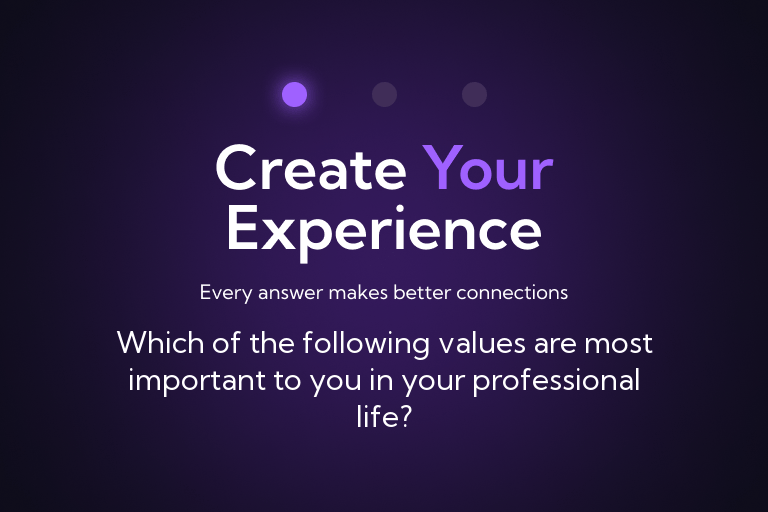 Create Your
Experience
Every answer makes better connections
Which of the following values are most
important to you in your professional
life?